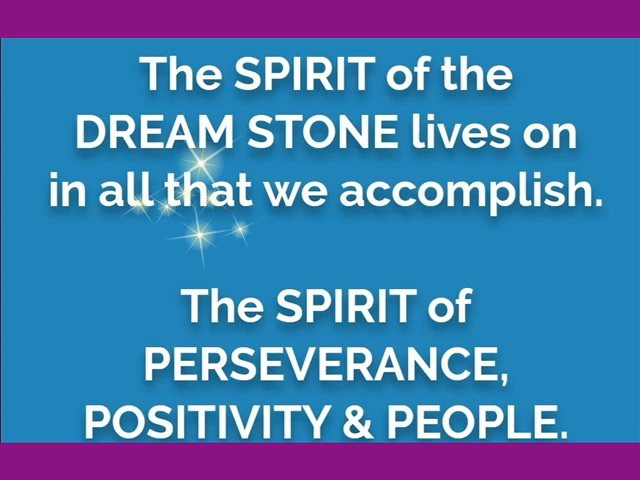 The SPIRIT of the
DREAM STONE lives on
in all that we accomplish.
The SPIRIT of
PERSEVERANCE,
POSITIVITY & PEOPLE.